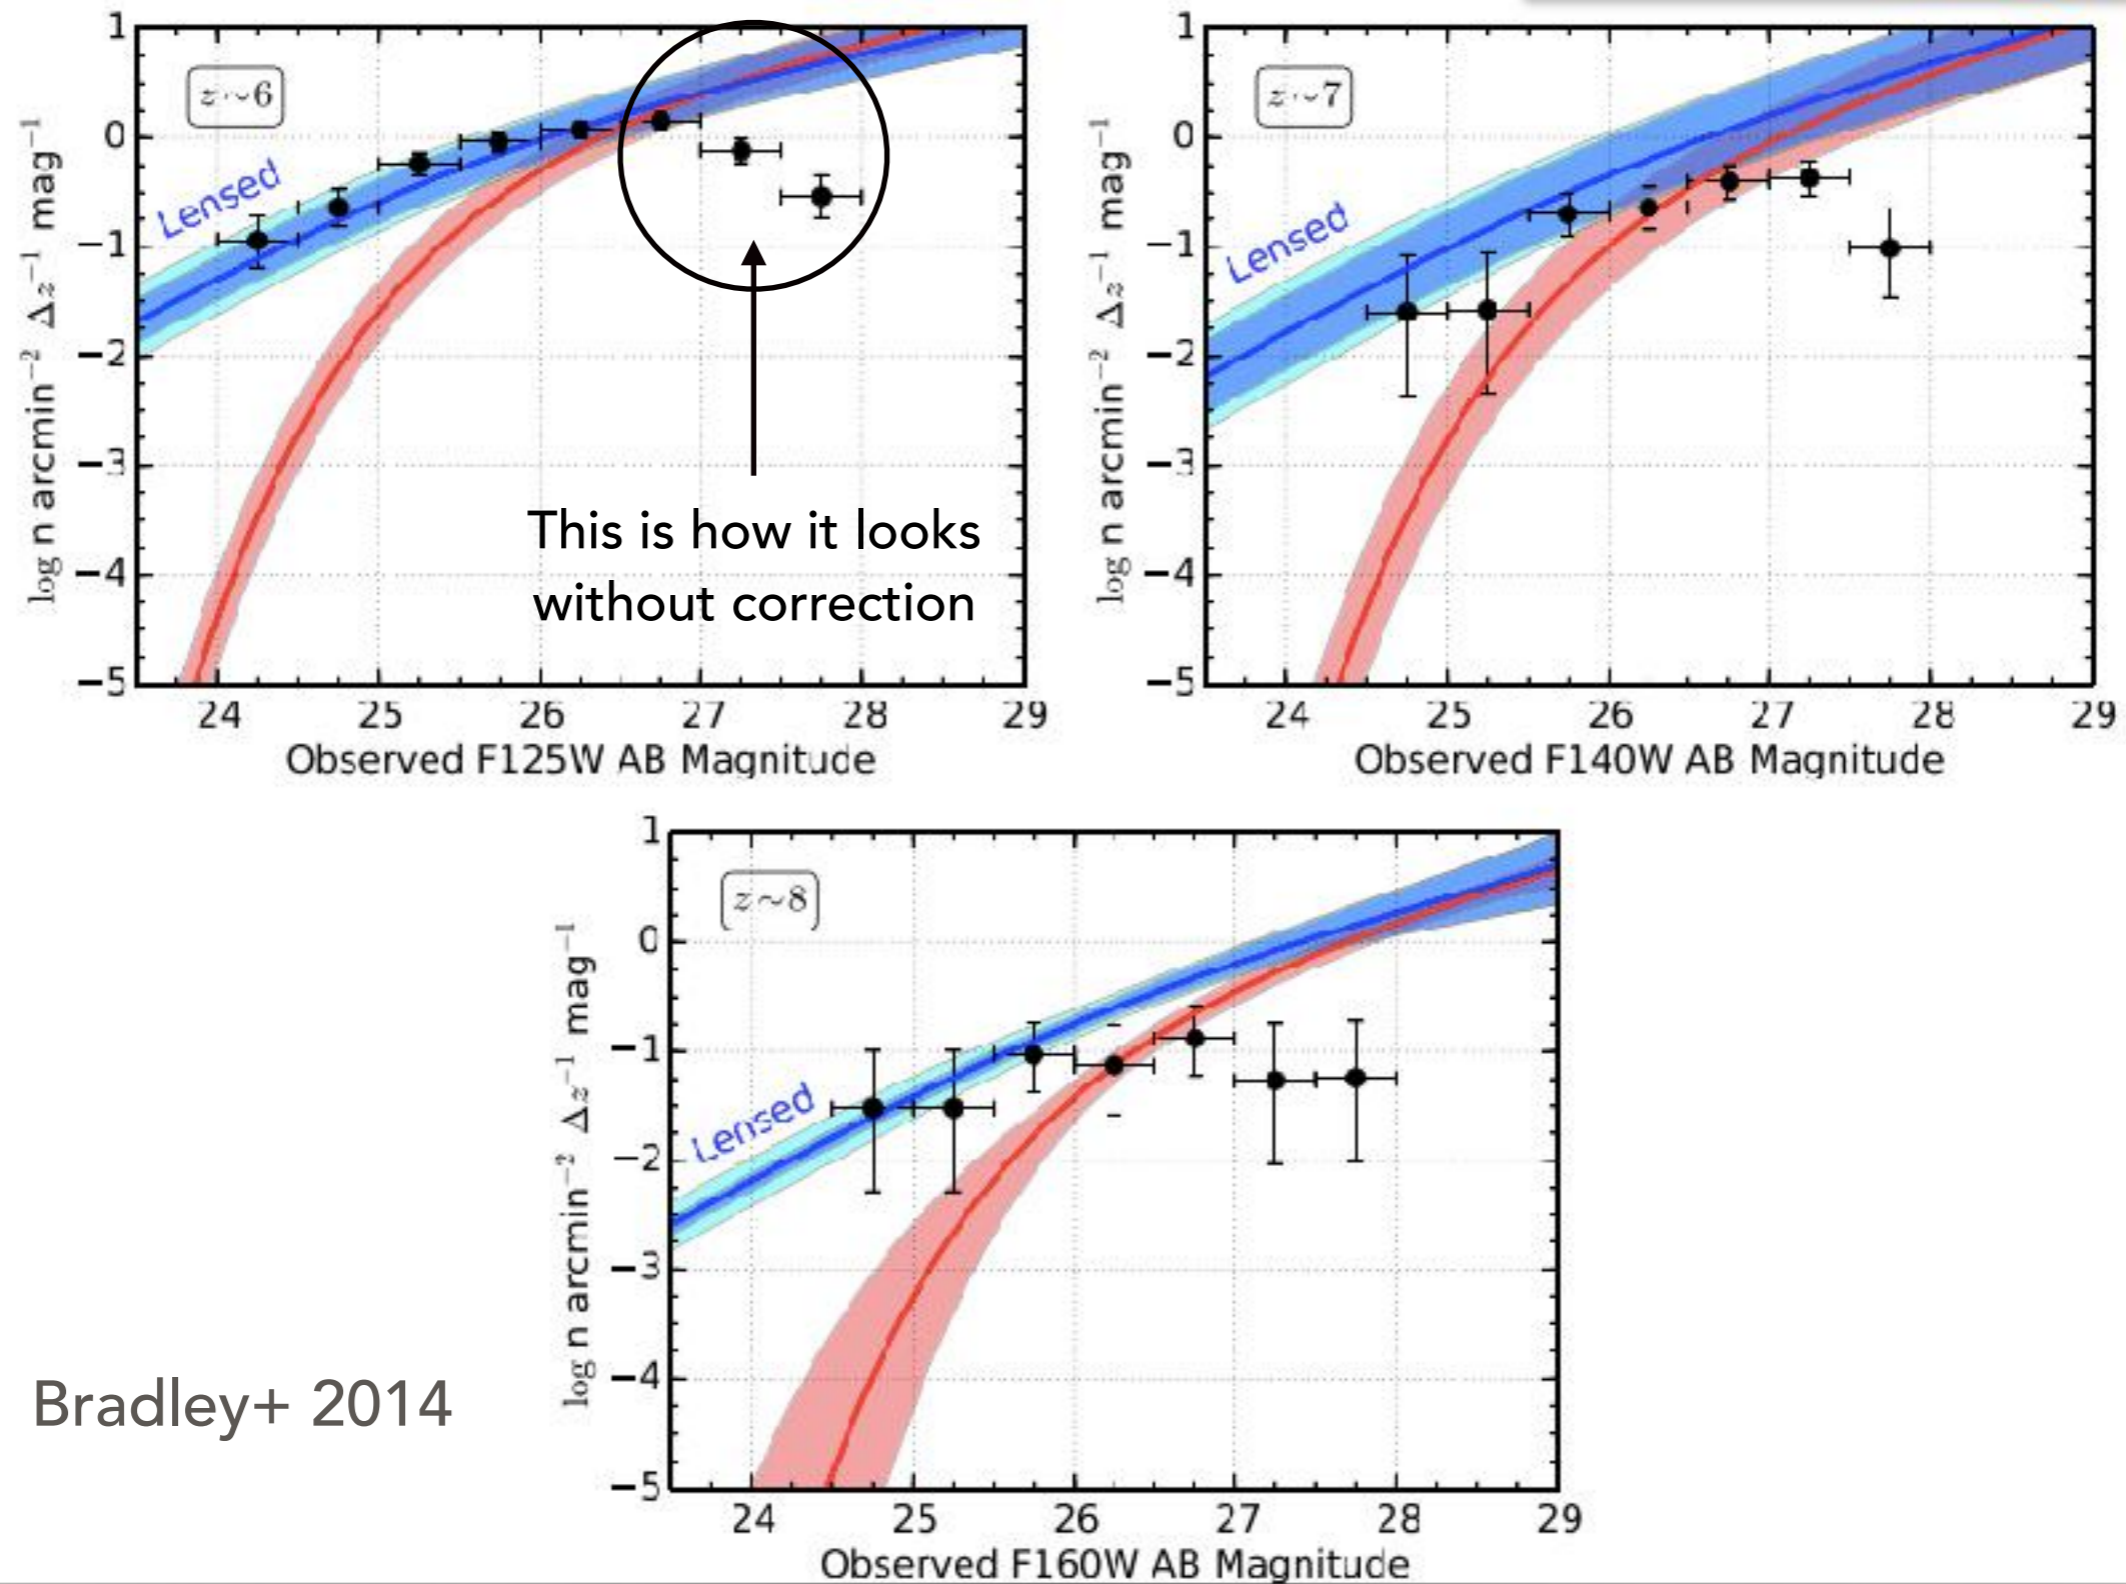 1
0
−1
−2
−3
−4
−5
log n arcmin⁻² Δz⁻¹ mag⁻¹
z∼6
Lensed
This is how it looks
without correction
24 25 26 27 28 29
Observed F125W AB Magnitude
1
0
−1
−2
−3
−4
−5
log n arcmin⁻² Δz⁻¹ mag⁻¹
z∼7
Lensed
24 25 26 27 28 29
Observed F140W AB Magnitude
1
0
−1
−2
−3
−4
−5
log n arcmin⁻² Δz⁻¹ mag⁻¹
z∼8
Lensed
24 25 26 27 28 29
Observed F160W AB Magnitude
Bradley+ 2014